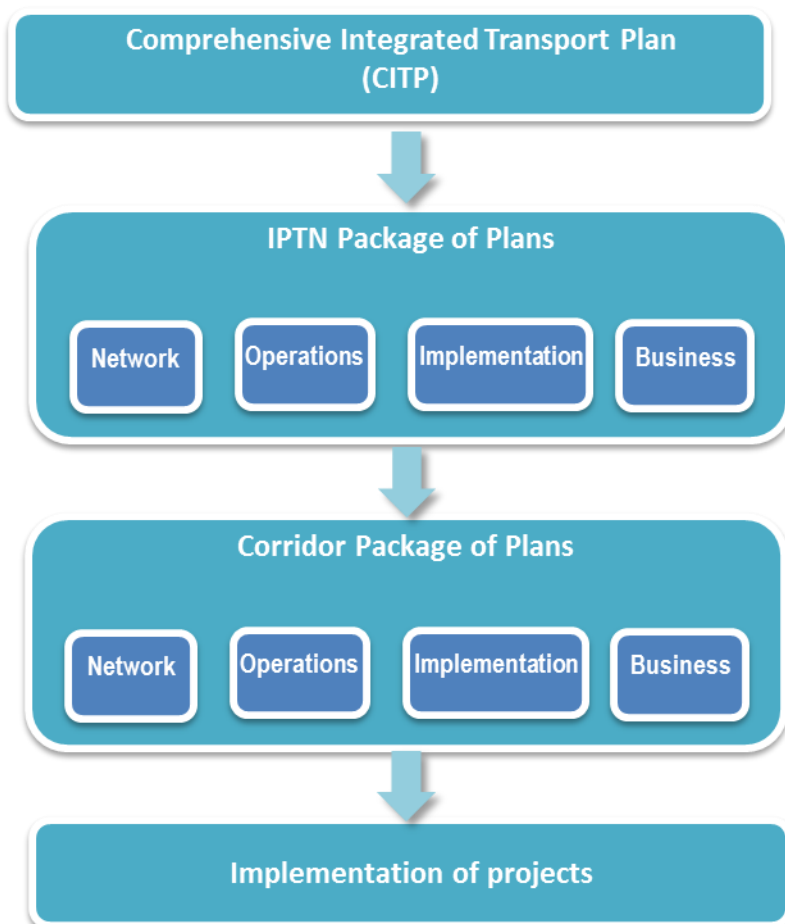 Comprehensive Integrated Transport Plan
(CITP)
IPTN Package of Plans
Network
Operations
Implementation
Business
Corridor Package of Plans
Network
Operations
Implementation
Business
Implementation of projects